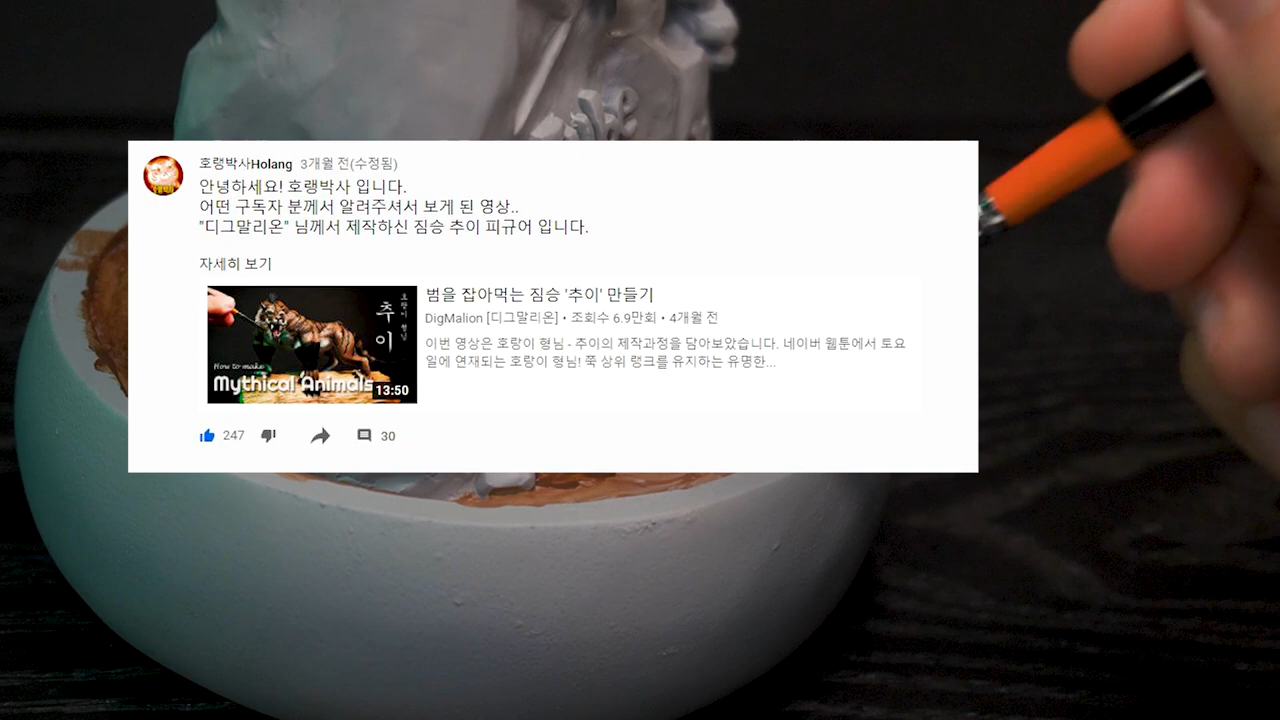 호랭박사Holang 3개월 전(수정됨)
안녕하세요! 호랭박사 입니다.
어떤 구독자 분께서 알려주셔서 보게 된 영상..
"디그말리온" 님께서 제작하신 짐승 추이 피규어 입니다.
자세히 보기
추이
호랑이 형님
How to make
Mythical Animals
13:50
범을 잡아먹는 짐승 '추이' 만들기
DigMalion [디그말리온] • 조회수 6.9만회 • 4개월 전
이번 영상은 호랑이 형님 - 추이의 제작과정을 담아보았습니다. 네이버 웹툰에서 토요
일에 연재되는 호랑이 형님! 쭉 상위 랭크를 유지하는 유명한...
247
30